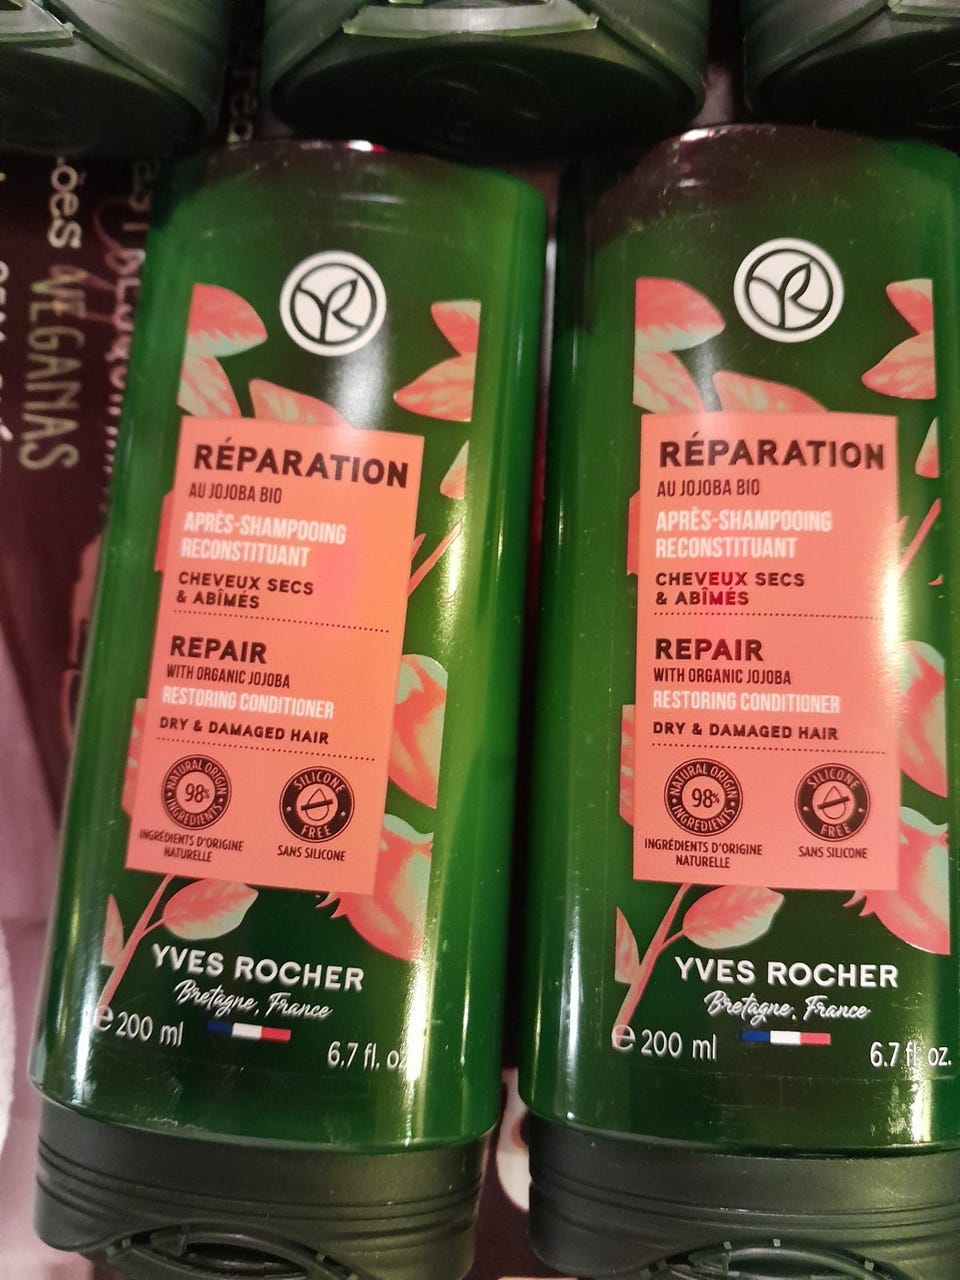 VEGANAS
RÉPARATION
AU JOJOBA BIO
APRÈS-SHAMPOOING
RECONSTITUANT
CHEVEUX SECS
& ABÎMÉS
REPAIR
WITH ORGANIC JOJOBA
RESTORING CONDITIONER
DRY & DAMAGED HAIR
NATURAL ORIGIN
98%
INGREDIENTS
SILICONE
FREE
INGRÉDIENTS D'ORIGINE
NATURELLE
SANS SILICONE
YVES ROCHER
Bretagne, France
e 200 ml
6.7 fl. oz.
RÉPARATION
AU JOJOBA BIO
APRÈS-SHAMPOOING
RECONSTITUANT
CHEVEUX SECS
& ABÎMÉS
REPAIR
WITH ORGANIC JOJOBA
RESTORING CONDITIONER
DRY & DAMAGED HAIR
NATURAL ORIGIN
98%
INGREDIENTS
SILICONE
FREE
INGRÉDIENTS D'ORIGINE
NATURELLE
SANS SILICONE
YVES ROCHER
Bretagne, France
e 200 ml
6.7 fl. oz.